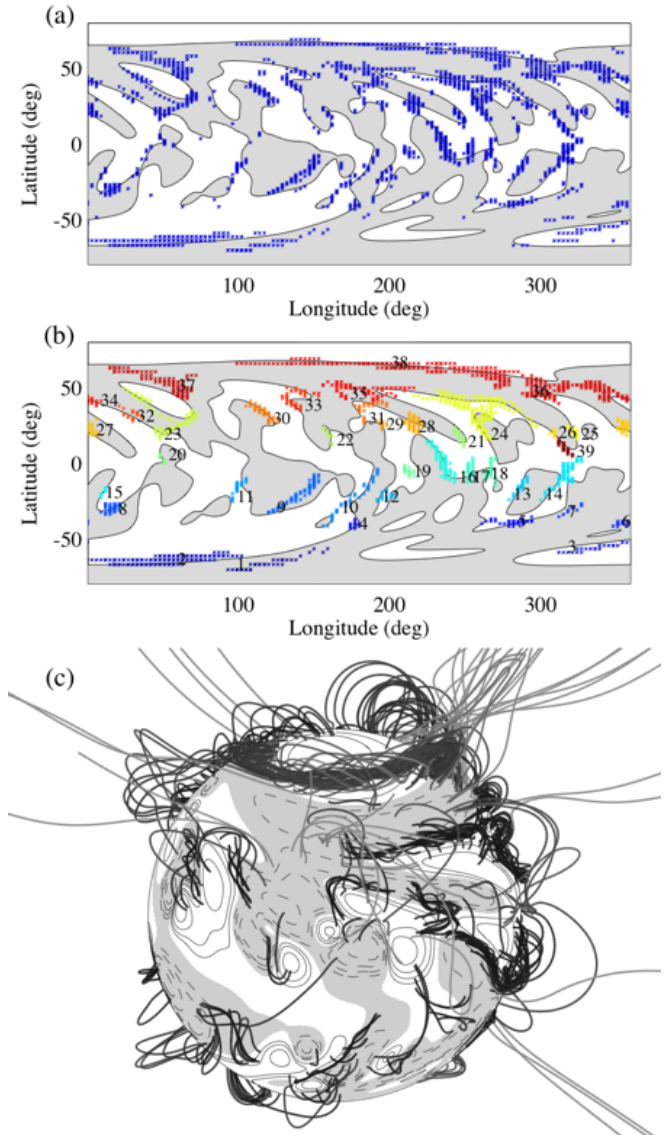 (a)
50
0
-50
Latitude (deg)
100 200 300
Longitude (deg)
(b)
38
37 35 36
34 32 33
30 31 29 28 26 25
27 23 22 21 24
20 39
19 16 17 18
15 11 12 13 14
8 9 10 7
4 5 6
2 1 3
50
0
-50
Latitude (deg)
100 200 300
Longitude (deg)
(c)